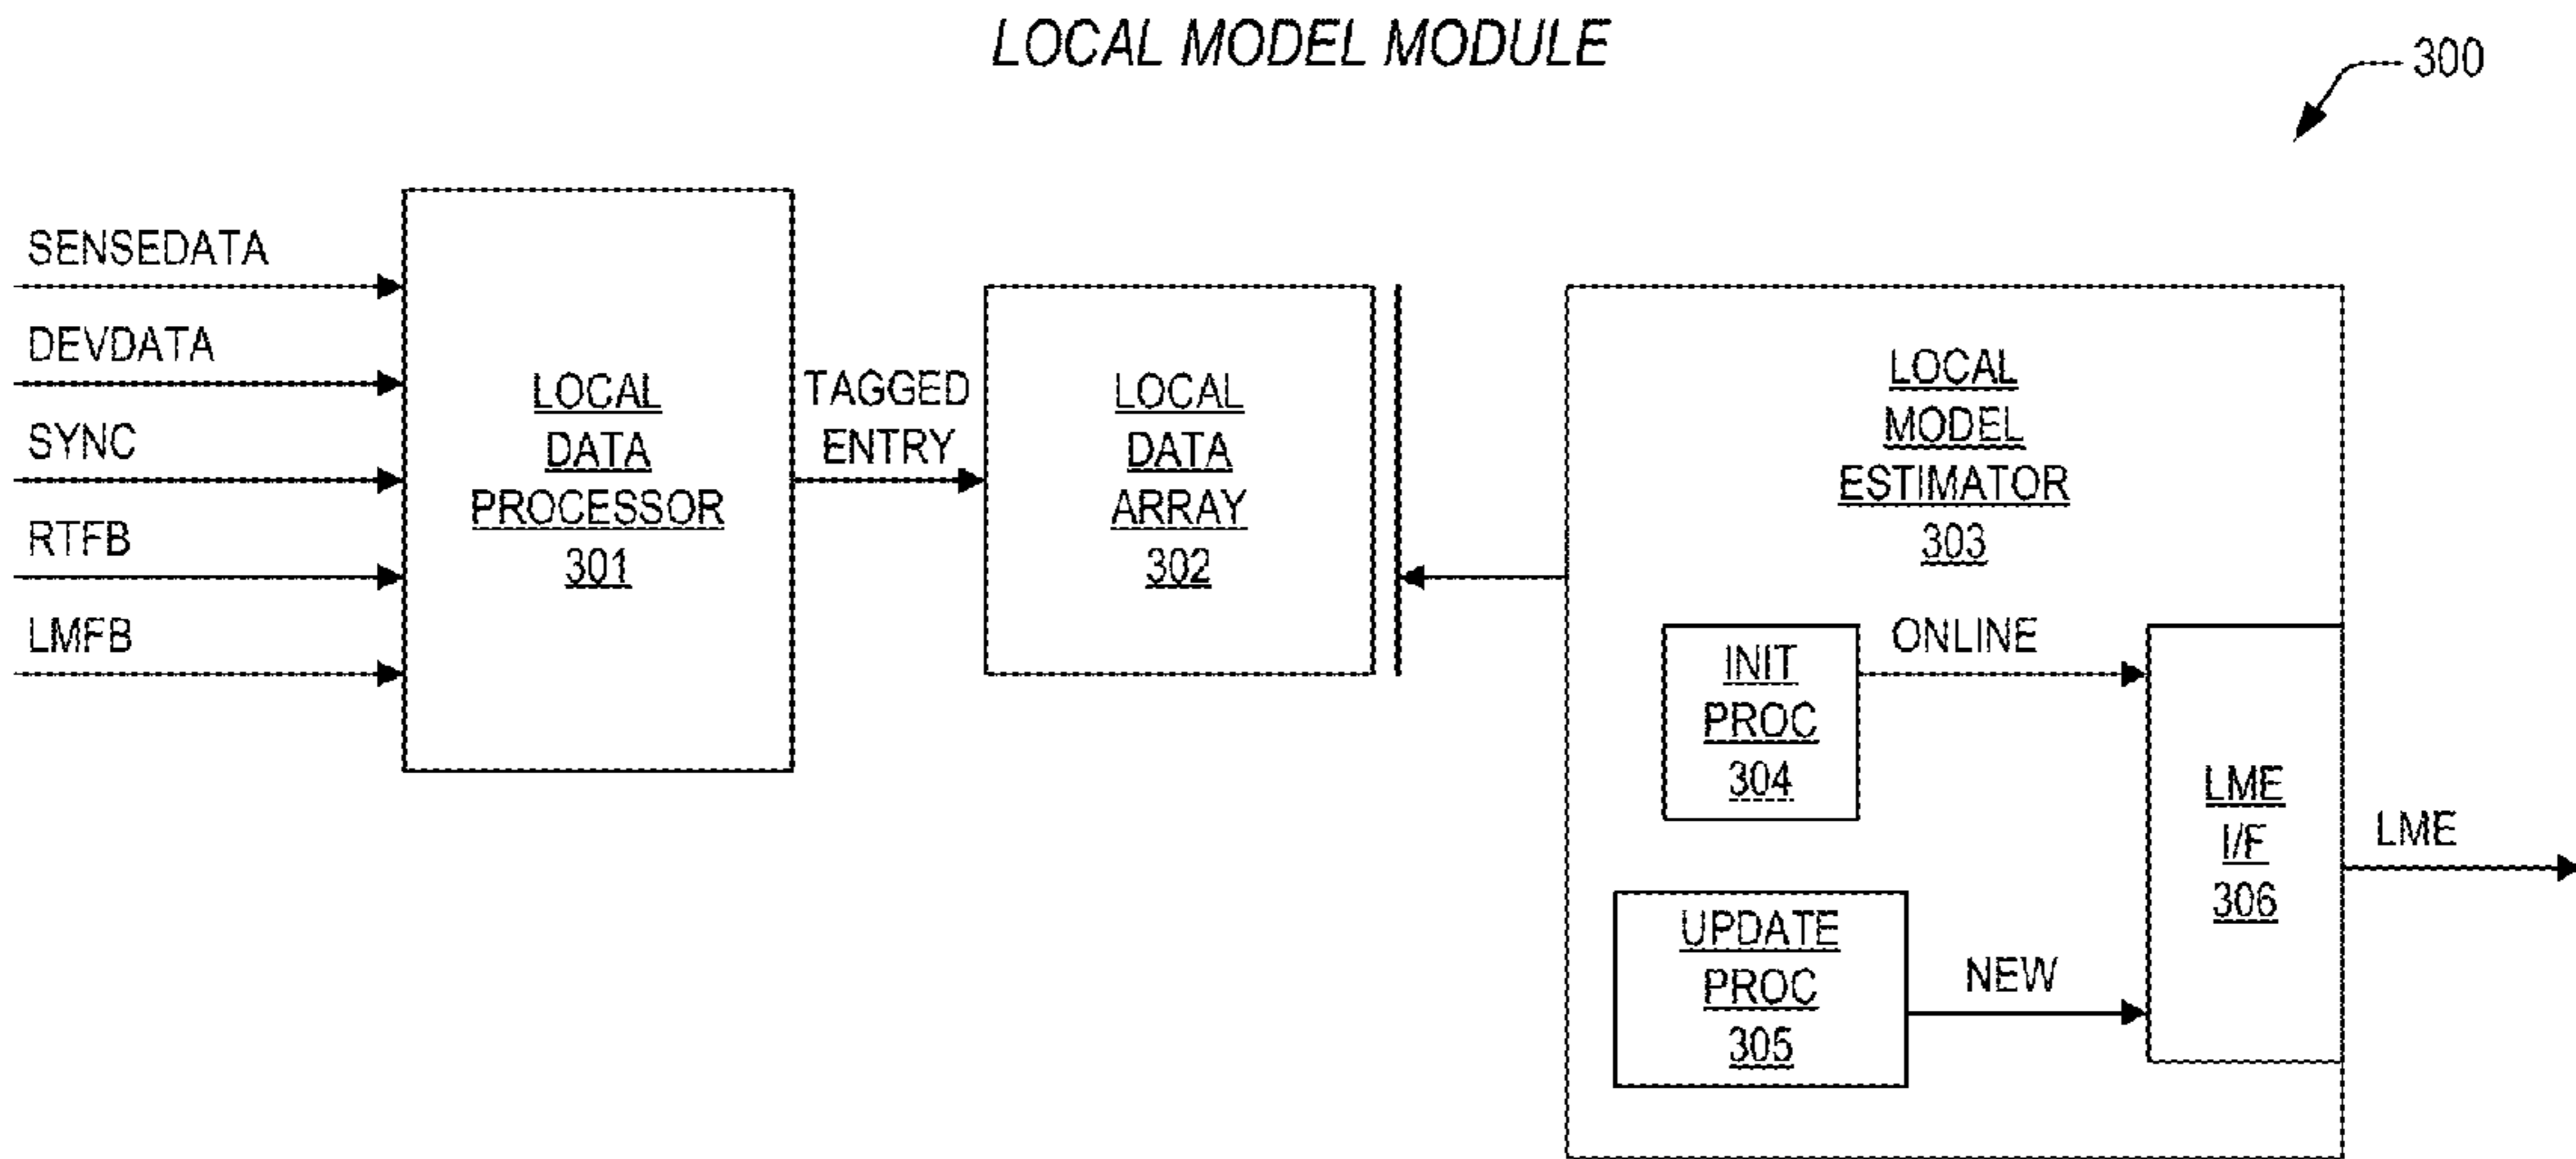 LOCAL MODEL MODULE
300
SENSEDATA
DEVDATA
SYNC
RTFB
LMFB
LOCAL
DATA
PROCESSOR
301
TAGGED
ENTRY
LOCAL
DATA
ARRAY
302
LOCAL
MODEL
ESTIMATOR
303
INIT
PROC
304
ONLINE
UPDATE
PROC
305
NEW
LME
I/F
306
LME